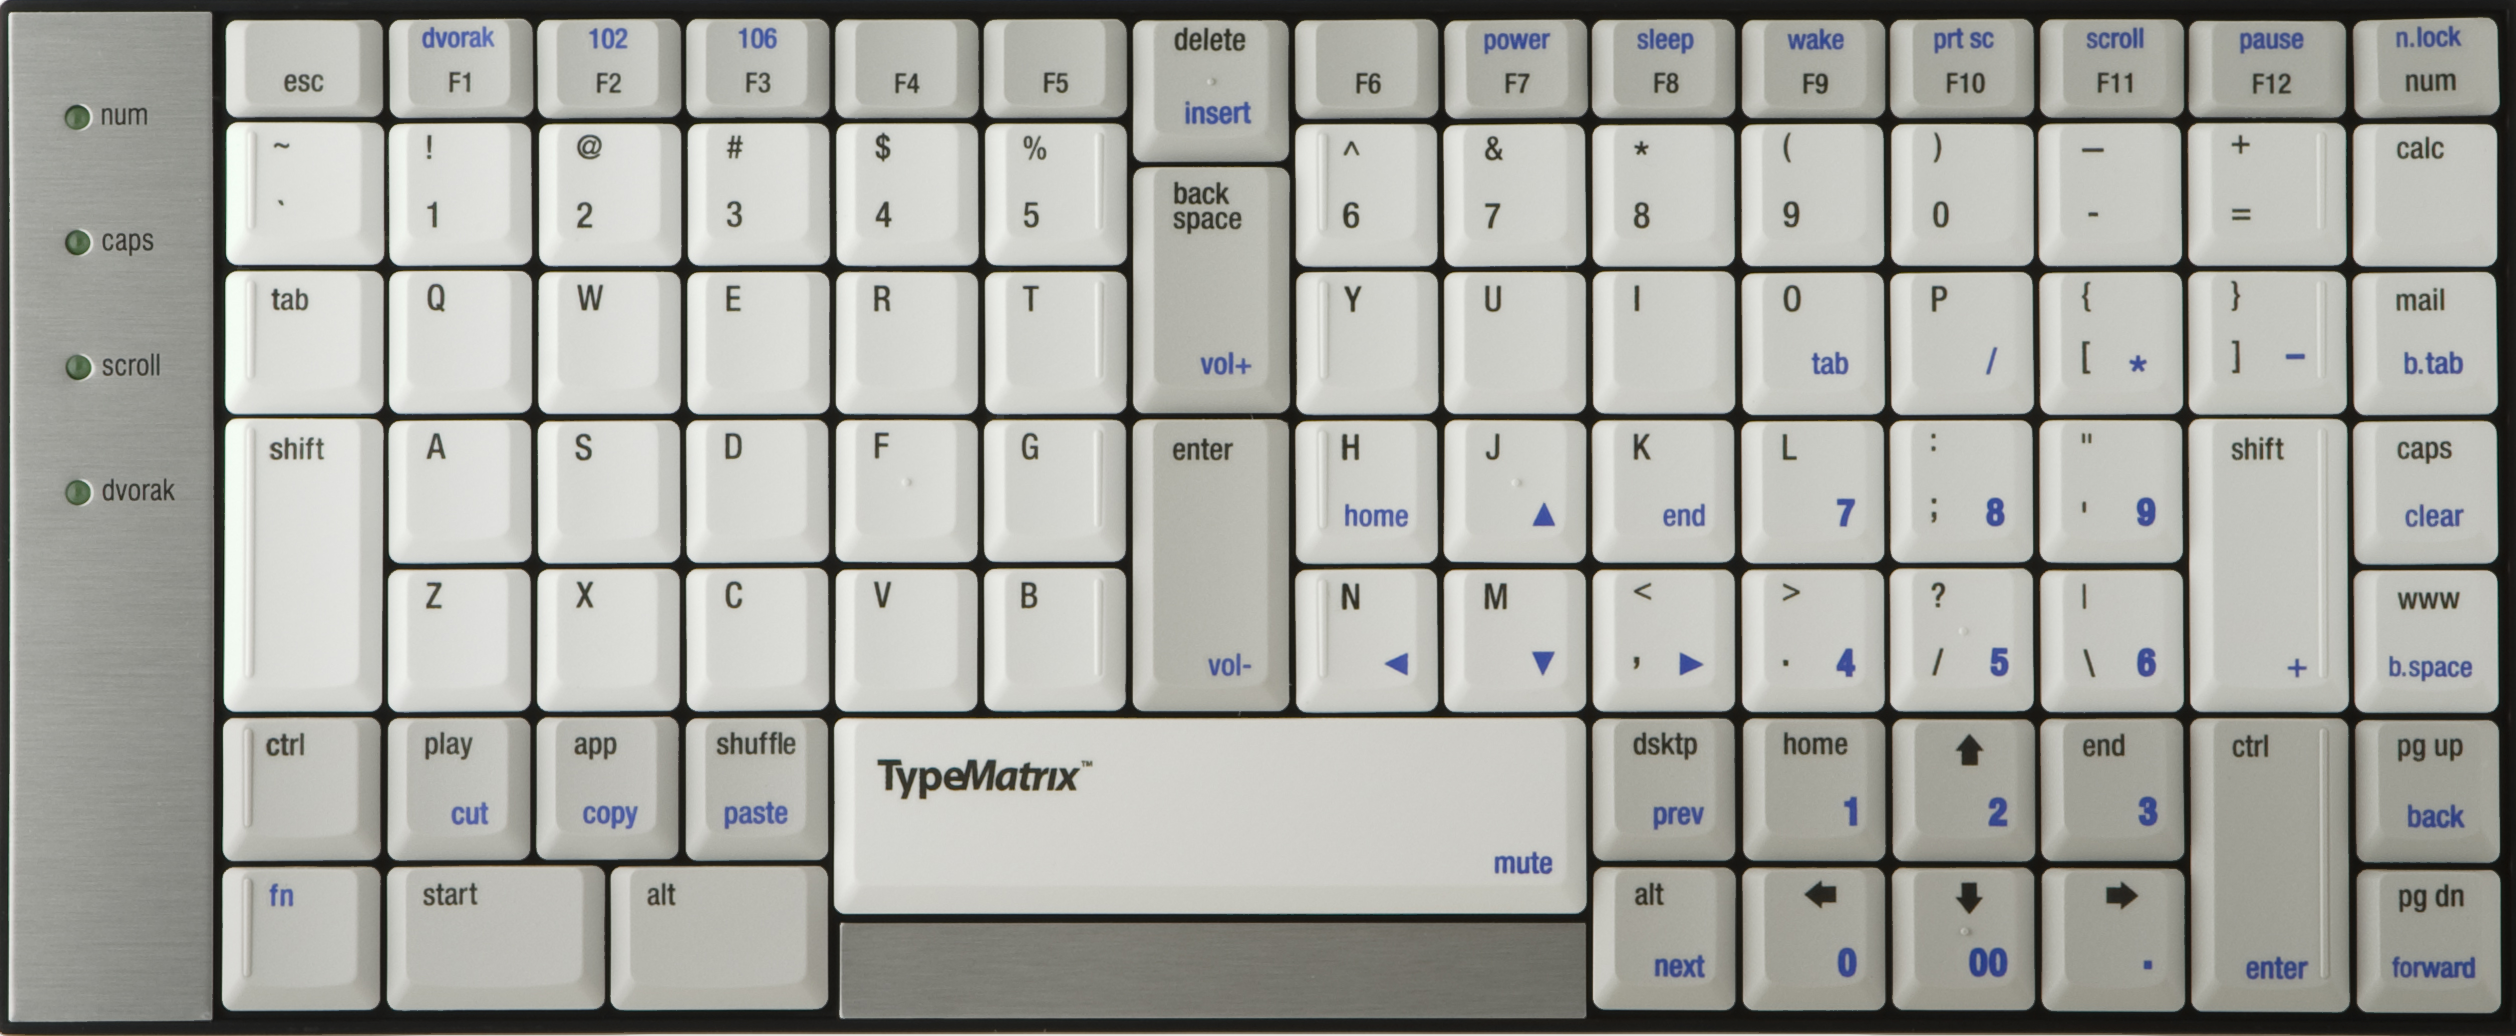 num
caps
scroll
dvorak
esc dvorak F1 102 F2 106 F3 F4 F5 delete insert F6 power F7 sleep F8 wake F9 prt sc F10 scroll F11 pause F12 n.lock num
~ ` ! 1 @ 2 # 3 $ 4 % 5 back space vol+ ^ 6 & 7 * 8 ( 9 ) 0 — - + = calc
tab Q W E R T Y U I O tab P / { [ * } ] − mail b.tab
shift A S D F G enter vol- H home J ▲ K end L 7 : ; 8 " ' 9 shift + caps clear
Z X C V B N ◀ M ▼ < , ▶ > . 4 ? / 5 | \ 6 www b.space
ctrl play cut app copy shuffle paste TypeMatrix™ mute dsktp prev home 1 ⬆ 2 end 3 ctrl enter pg up back
fn start alt alt next ⬅ 0 ⬇ 00 ➡ . pg dn forward